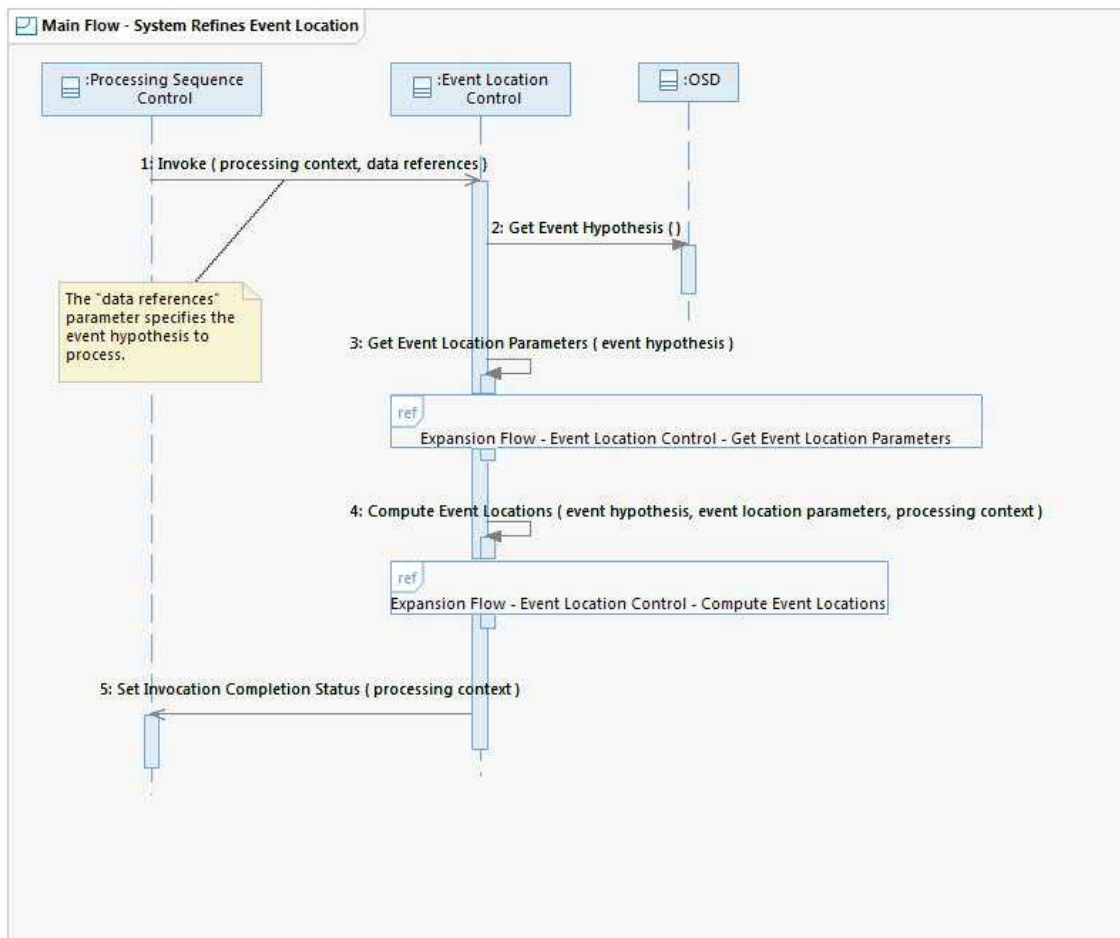 Main Flow - System Refines Event Location
:Processing Sequence
Control
:Event Location
Control
:OSD
1: Invoke ( processing context, data references )
2: Get Event Hypothesis ( )
The "data references"
parameter specifies the
event hypothesis to
process.
3: Get Event Location Parameters ( event hypothesis )
ref
Expansion Flow - Event Location Control - Get Event Location Parameters
4: Compute Event Locations ( event hypothesis, event location parameters, processing context )
ref
Expansion Flow - Event Location Control - Compute Event Locations
5: Set Invocation Completion Status ( processing context )